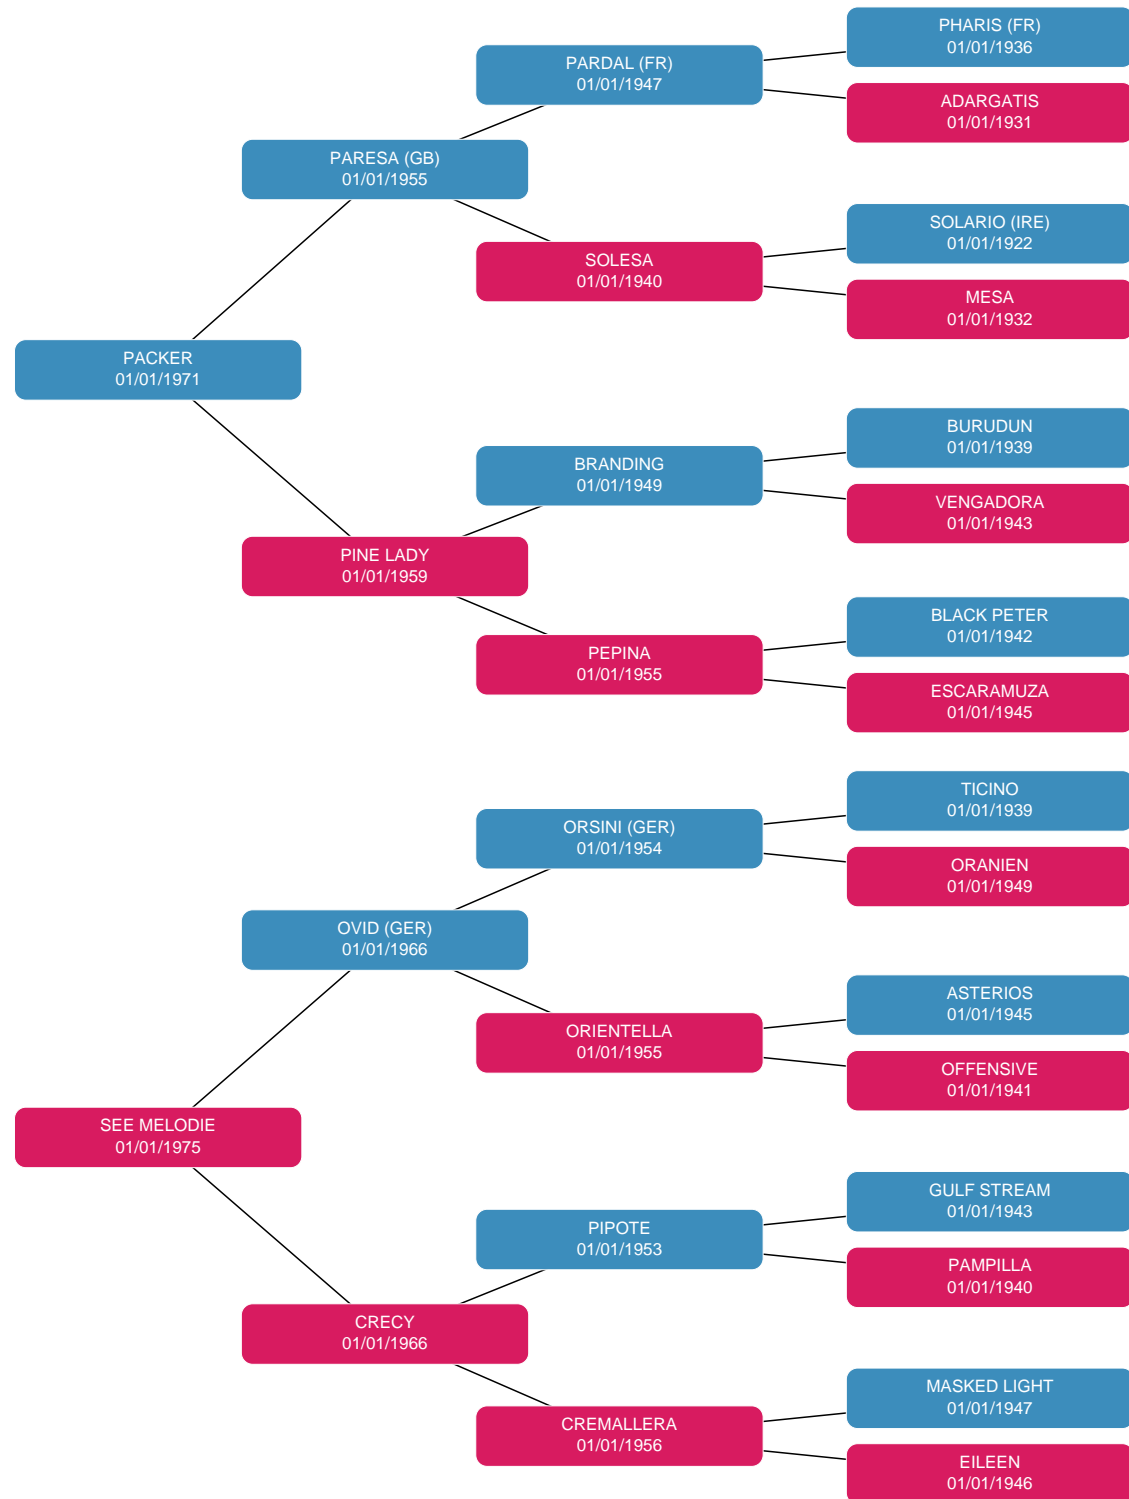 PHARIS (FR)
01/01/1936
PARDAL (FR)
01/01/1947
ADARGATIS
01/01/1931
PARESA (GB)
01/01/1955
SOLARIO (IRE)
01/01/1922
SOLESA
01/01/1940
MESA
01/01/1932
PACKER
01/01/1971
BURUDUN
01/01/1939
BRANDING
01/01/1949
VENGADORA
01/01/1943
PINE LADY
01/01/1959
BLACK PETER
01/01/1942
PEPINA
01/01/1955
ESCARAMUZA
01/01/1945
TICINO
01/01/1939
ORSINI (GER)
01/01/1954
ORANIEN
01/01/1949
OVID (GER)
01/01/1966
ASTERIOS
01/01/1945
ORIENTELLA
01/01/1955
OFFENSIVE
01/01/1941
SEE MELODIE
01/01/1975
GULF STREAM
01/01/1943
PIPOTE
01/01/1953
PAMPILLA
01/01/1940
CRECY
01/01/1966
MASKED LIGHT
01/01/1947
CREMALLERA
01/01/1956
EILEEN
01/01/1946